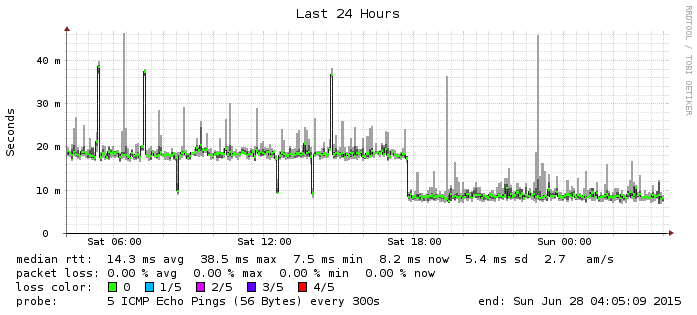 Last 24 Hours
RRDTOOL / TOBI OETIKER
Seconds
40 m
30 m
20 m
10 m
0
Sat 06:00 Sat 12:00 Sat 18:00 Sun 00:00
median rtt: 14.3 ms avg 38.5 ms max 7.5 ms min 8.2 ms now 5.4 ms sd 2.7 am/s
packet loss: 0.00 % avg 0.00 % max 0.00 % min 0.00 % now
loss color: 0 1/5 2/5 3/5 4/5
probe: 5 ICMP Echo Pings (56 Bytes) every 300s end: Sun Jun 28 04:05:09 2015